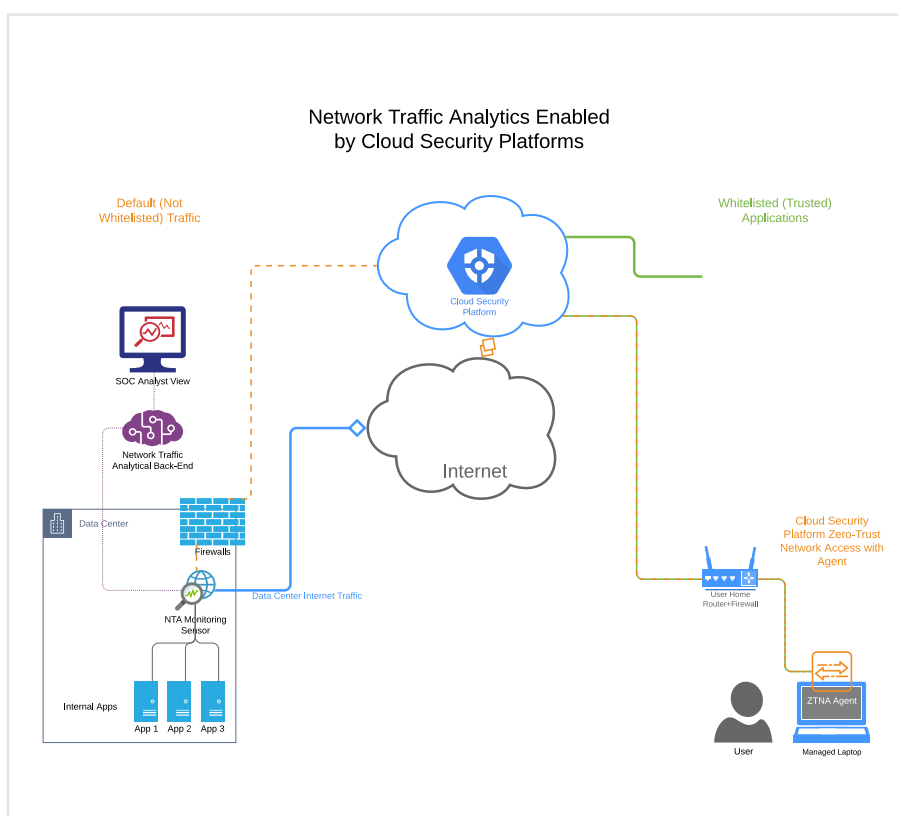 Network Traffic Analytics Enabled
by Cloud Security Platforms
Default (Not
Whitelisted) Traffic
Whitelisted (Trusted)
Applications
Cloud Security
Platform
SOC Analyst View
Network Traffic
Analytical Back-End
Internet
Data Center
Firewalls
Cloud Security
Platform Zero-Trust
Network Access with
Agent
Data Center Internet Traffic
User Home
Router+Firewall
NTA Monitoring
Sensor
Internal Apps
App 1
App 2
App 3
ZTNA Agent
User
Managed Laptop